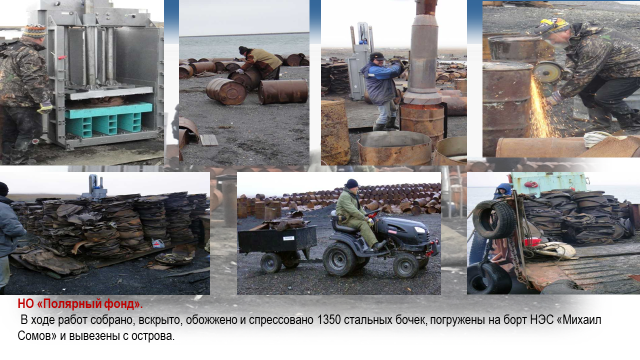 НО «Полярный фонд».
В ходе работ собрано, вскрыто, обожжено и спрессовано 1350 стальных бочек, погружены на борт НЭС «Михаил
Сомов» и вывезены с острова.